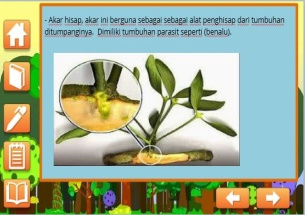 - Akar hisap, akar ini berguna sebagai sebagai alat penghisap dari tumbuhan
ditumpanginya. Dimiliki tumbuhan parasit seperti (benalu).